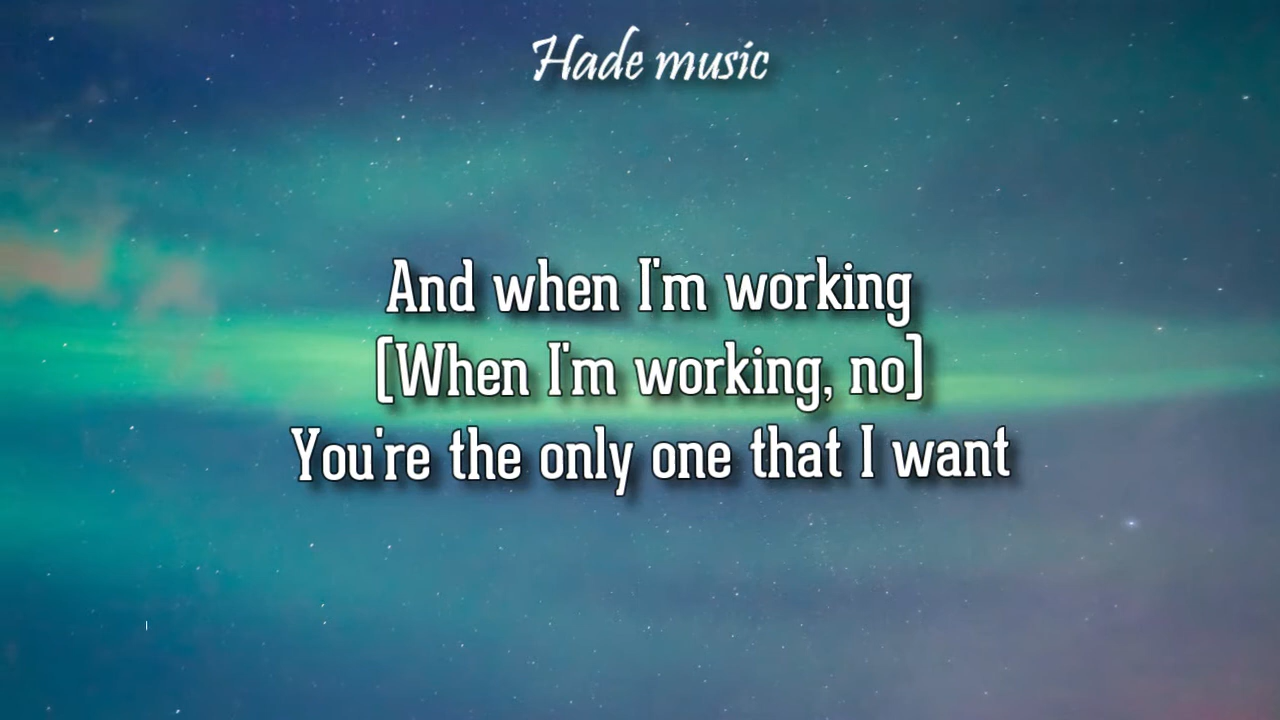 Hade music
And when I'm working
[When I'm working, no]
You're the only one that I want